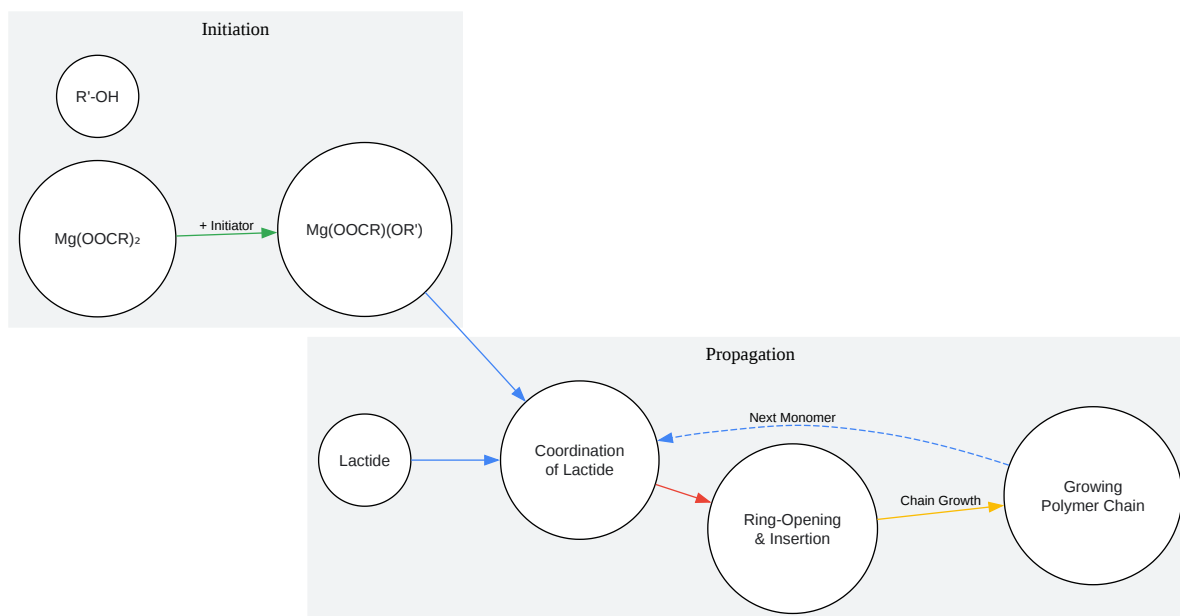 Initiation
R'-OH
Mg(OOCR)₂
+ Initiator
Mg(OOCR)(OR')
Propagation
Lactide
Coordination
of Lactide
Next Monomer
Ring-Opening
& Insertion
Chain Growth
Growing
Polymer Chain